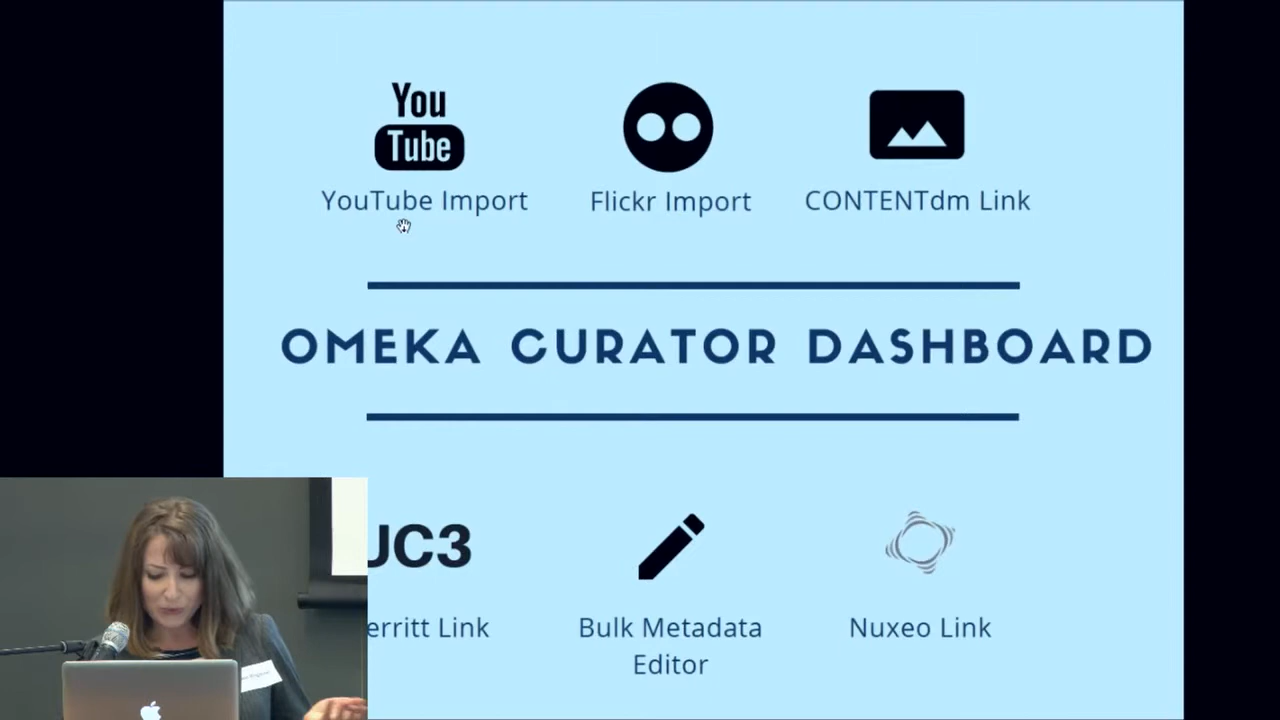 You
Tube
YouTube Import
Flickr Import
CONTENTdm Link
OMEKA CURATOR DASHBOARD
UC3
erritt Link
Bulk Metadata
Editor
Nuxeo Link